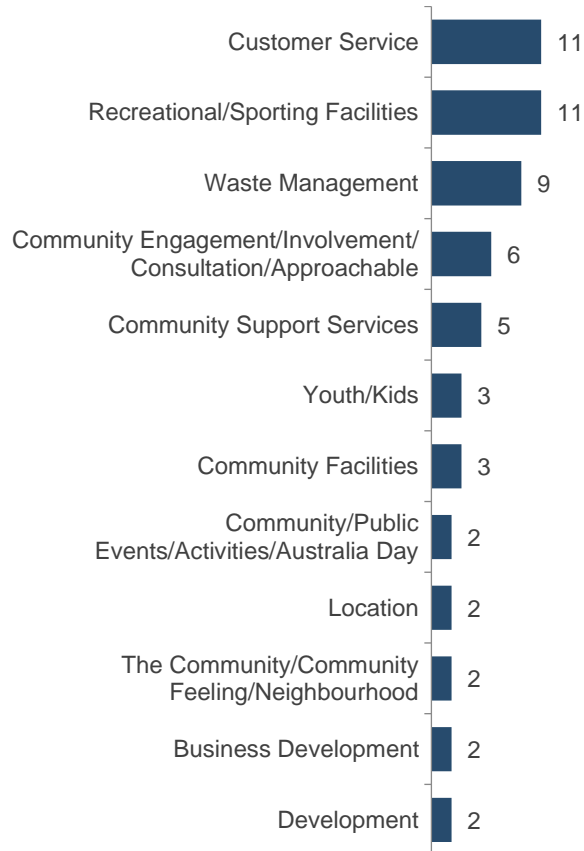 Customer Service
11
Recreational/Sporting Facilities
11
Waste Management
9
Community Engagement/Involvement/
Consultation/Approachable
6
Community Support Services
5
Youth/Kids
3
Community Facilities
3
Community/Public
Events/Activities/Australia Day
2
Location
2
The Community/Community
Feeling/Neighbourhood
2
Business Development
2
Development
2